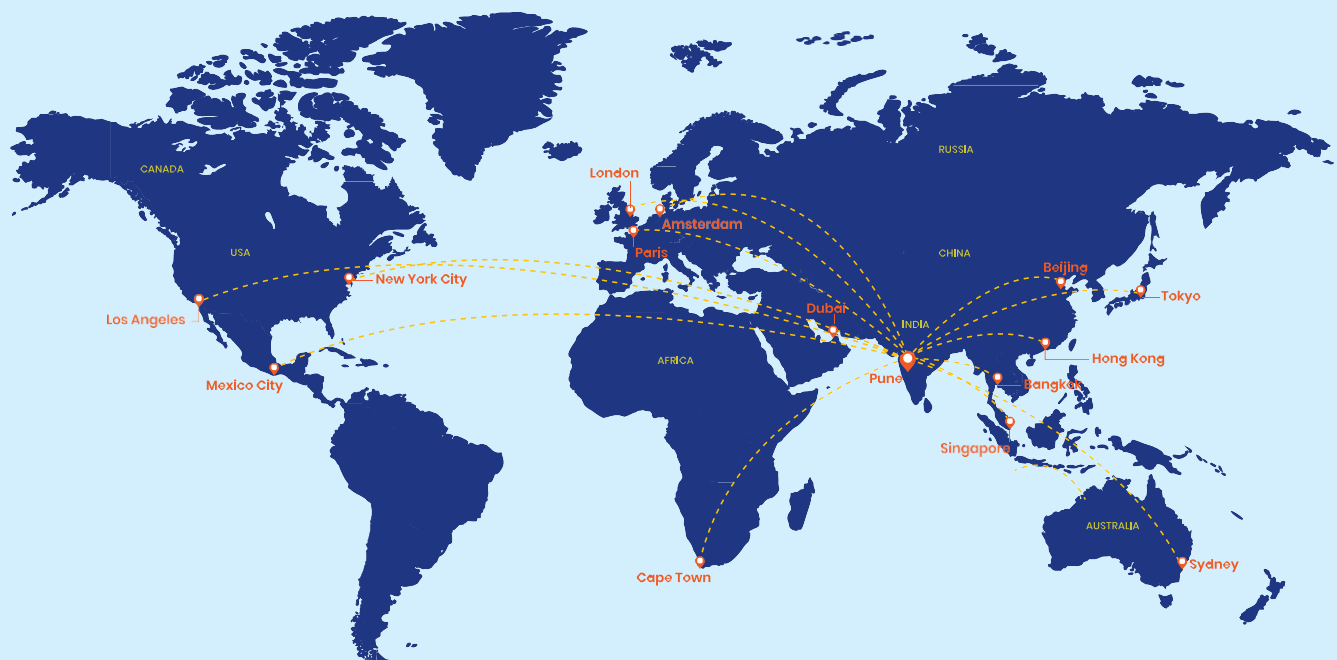 RUSSIA
CANADA
London
Amsterdam
USA
Paris
CHINA
Beijing
New York City
Tokyo
Los Angeles
Dubai
INDIA
Hong Kong
AFRICA
Mexico City
Pune
Bangkok
Singapore
AUSTRALIA
Sydney
Cape Town